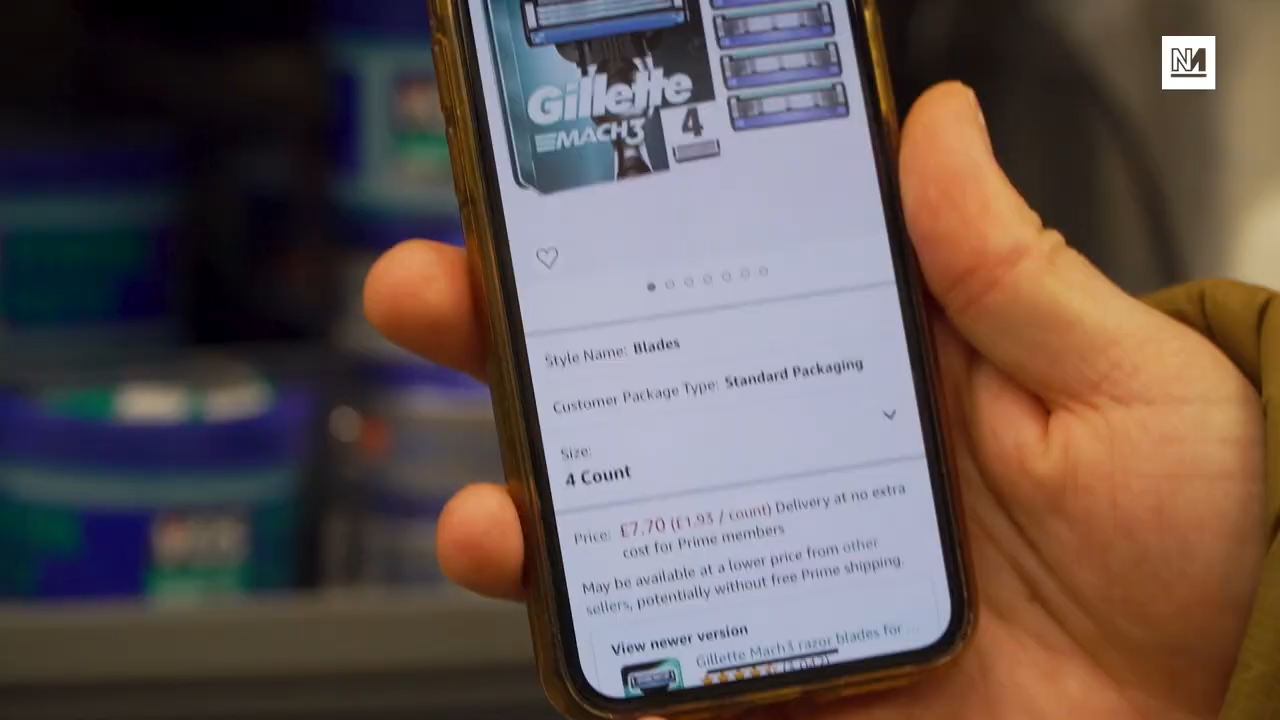 NM
Gillette
MACH3
4
Style Name: Blades
Customer Package Type: Standard Packaging
Size:
4 Count
Price: £7.70 (£1.93 / count) Delivery at no extra
cost for Prime members
May be available at a lower price from other
sellers, potentially without free Prime shipping.
View newer version
Gillette Mach3 razor blades for ...